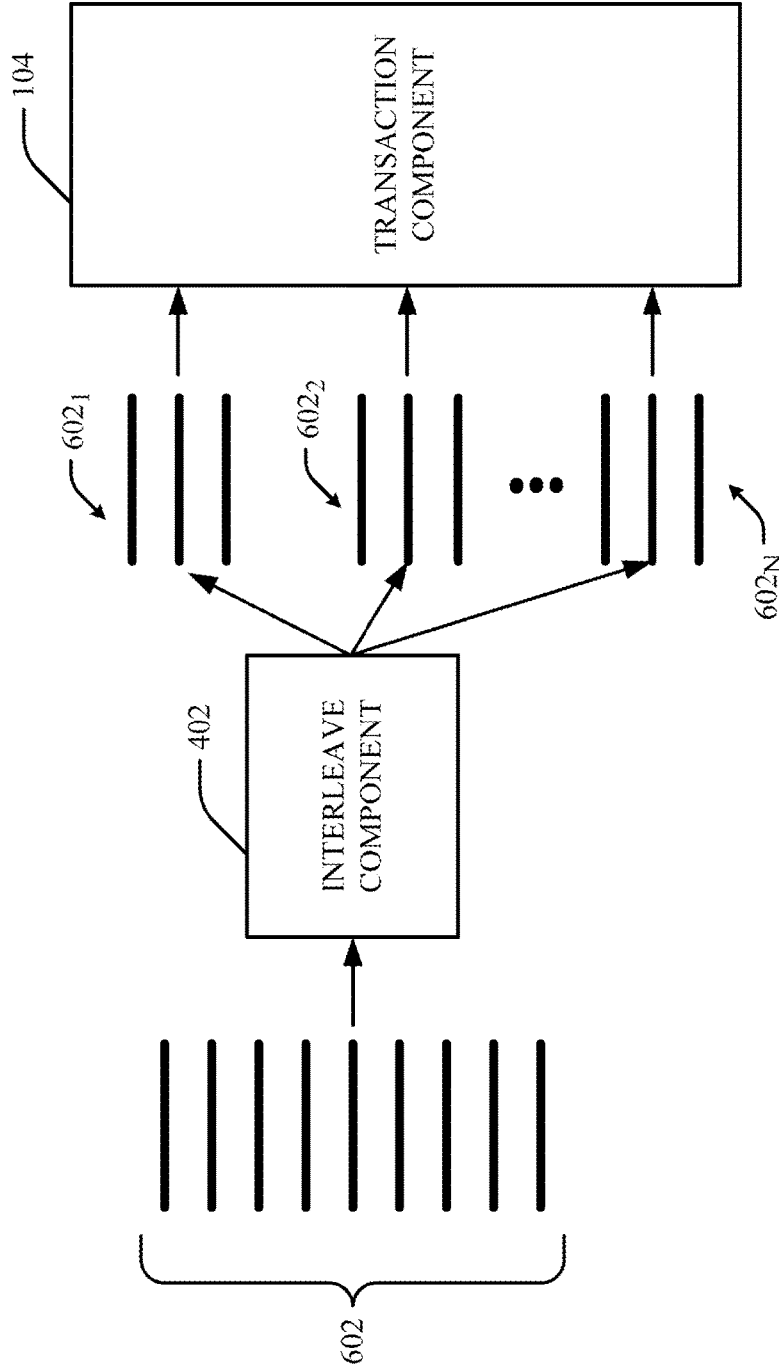 602
402
INTERLEAVE
COMPONENT
602₁
602₂
602ₙ
104
TRANSACTION
COMPONENT